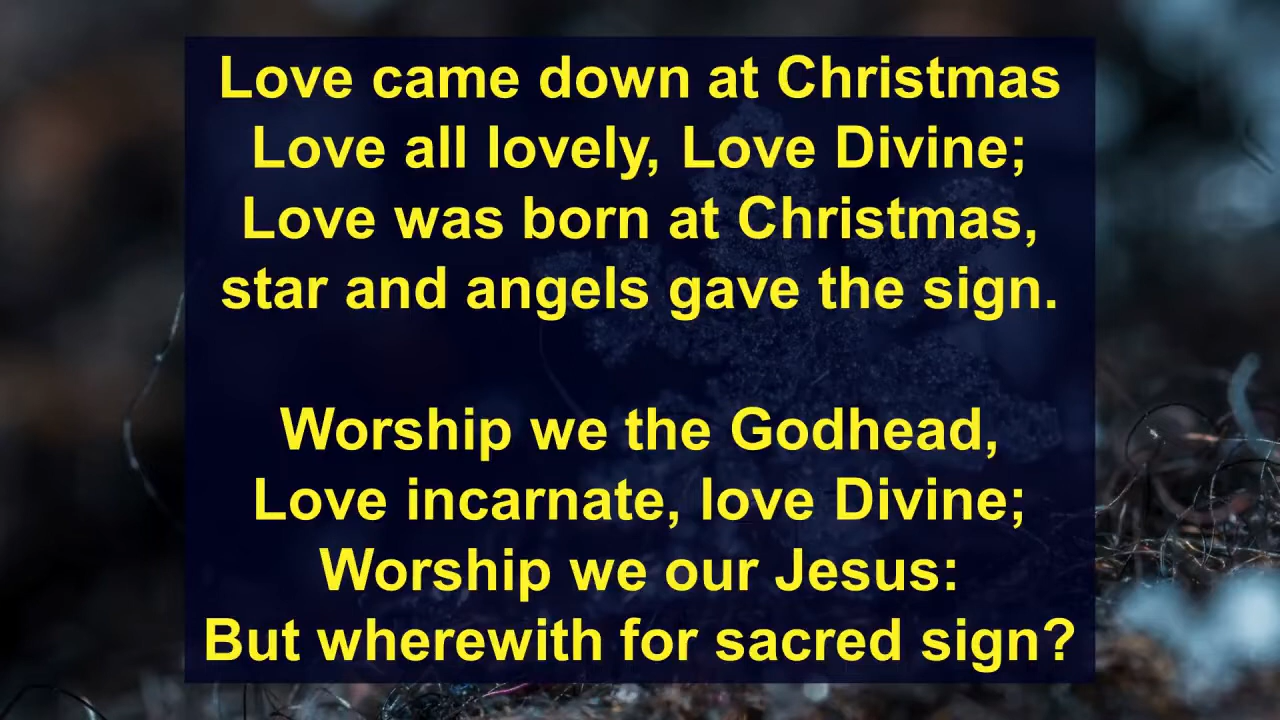 Love came down at Christmas
Love all lovely, Love Divine;
Love was born at Christmas,
star and angels gave the sign.
Worship we the Godhead,
Love incarnate, love Divine;
Worship we our Jesus:
But wherewith for sacred sign?